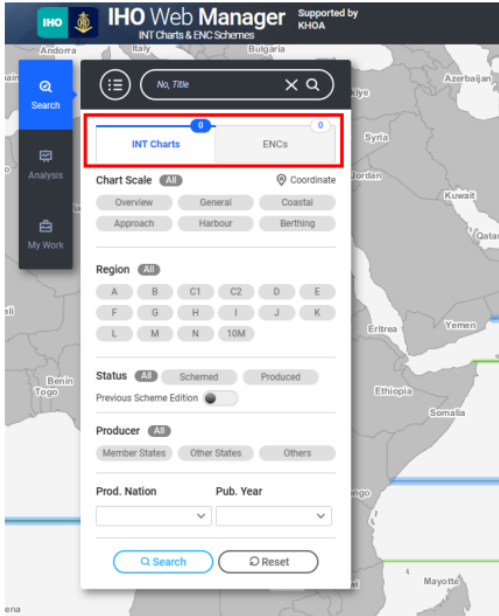 IHO IHO Web Manager Supported by KHOA
INT Charts & ENC Schemes
Andorra Italy Bulgaria
Azerbaijan
No, Title
Search
INT Charts 0 ENCs 0
Syria
Analysis
Chart Scale All Coordinate
Jordan
Overview General Coastal
Kuwait
Approach Harbour Berthing
My Work
Qatar
Region All
A B C1 C2 D E
F G H I J K
L M N 10M
Eritrea Yemen
Status All Schemed Produced
Benin
Togo
Previous Scheme Edition
Ethiopia
Somalia
Producer All
Member States Other States Others
Prod. Nation Pub. Year
Search Reset
Mayotte